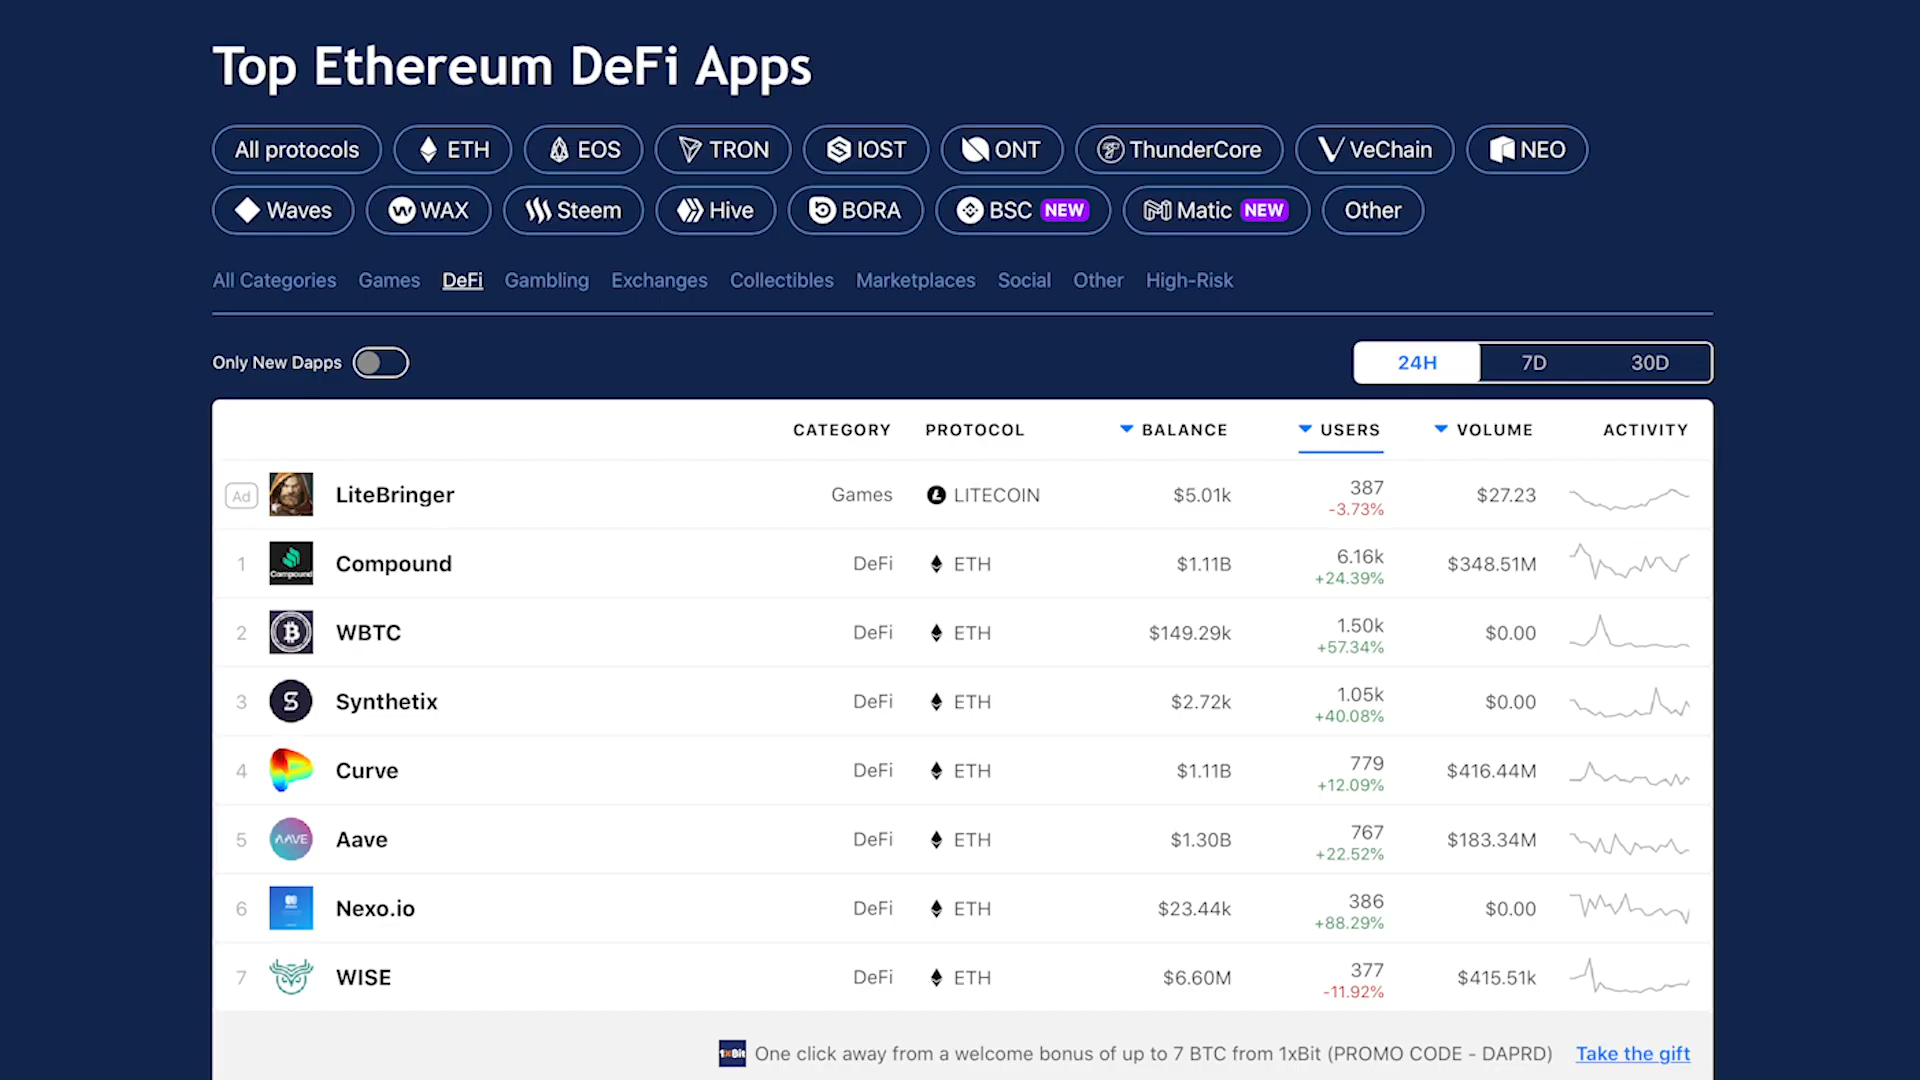 Top Ethereum DeFi Apps
All protocols ETH EOS TRON IOST ONT ThunderCore VeChain NEO
Waves WAX Steem Hive BORA BSC NEW Matic NEW Other
All Categories Games DeFi Gambling Exchanges Collectibles Marketplaces Social Other High-Risk
Only New Dapps 24H 7D 30D
CATEGORY PROTOCOL BALANCE USERS VOLUME ACTIVITY
Ad LiteBringer Games LITECOIN $5.01k 387 $27.23
-3.73%
1 Compound Compound DeFi ETH $1.11B 6.16k $348.51M
+24.39%
2 WBTC DeFi ETH $149.29k 1.50k $0.00
+57.34%
3 Synthetix DeFi ETH $2.72k 1.05k $0.00
+40.08%
4 Curve DeFi ETH $1.11B 779 $416.44M
+12.09%
5 AAVE Aave DeFi ETH $1.30B 767 $183.34M
+22.52%
6 Nexo.io DeFi ETH $23.44k 386 $0.00
+88.29%
7 WISE DeFi ETH $6.60M 377 $415.51k
-11.92%
1xBit One click away from a welcome bonus of up to 7 BTC from 1xBit (PROMO CODE - DAPRD) Take the gift